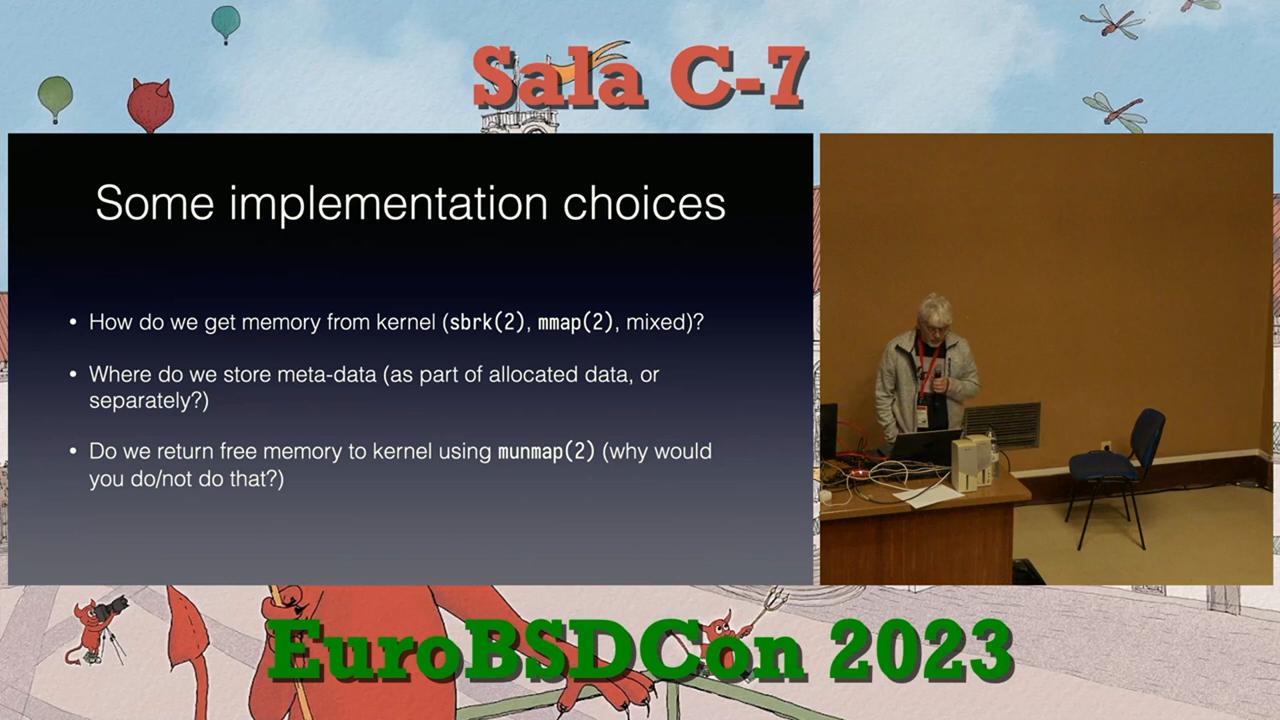 Sala C-7
Some implementation choices
• How do we get memory from kernel (sbrk(2), mmap(2), mixed)?
• Where do we store meta-data (as part of allocated data, or
separately?)
• Do we return free memory to kernel using munmap(2) (why would
you do/not do that?)
EuroBSDCon 2023